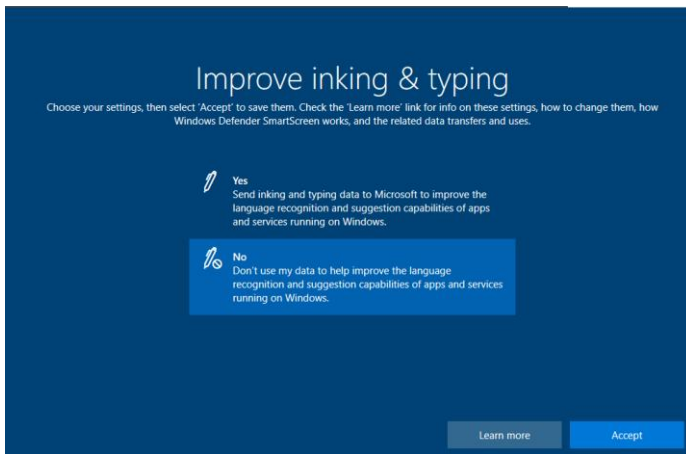 Improve inking & typing
Choose your settings, then select 'Accept' to save them. Check the 'Learn more' link for info on these settings, how to change them, how
Windows Defender SmartScreen works, and the related data transfers and uses.
Yes
Send inking and typing data to Microsoft to improve the
language recognition and suggestion capabilities of apps
and services running on Windows.
No
Don't use my data to help improve the language
recognition and suggestion capabilities of apps and services
running on Windows.
Learn more
Accept